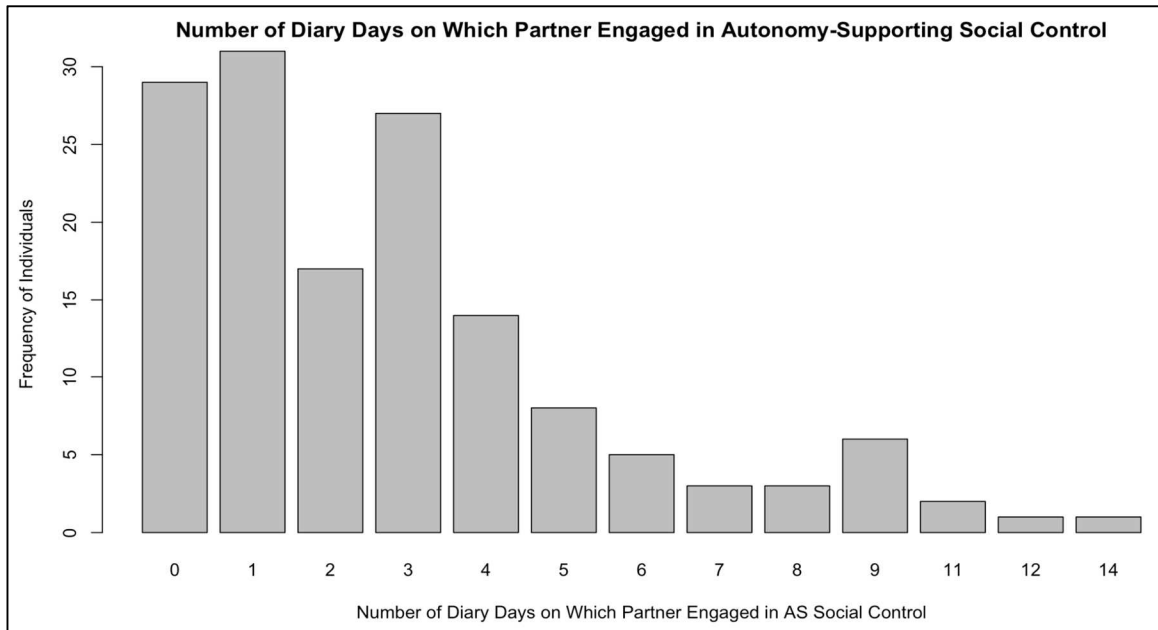 Number of Diary Days on Which Partner Engaged in Autonomy-Supporting Social Control
30
25
20
15
10
5
0
Frequency of Individuals
0 1 2 3 4 5 6 7 8 9 11 12 14
Number of Diary Days on Which Partner Engaged in AS Social Control